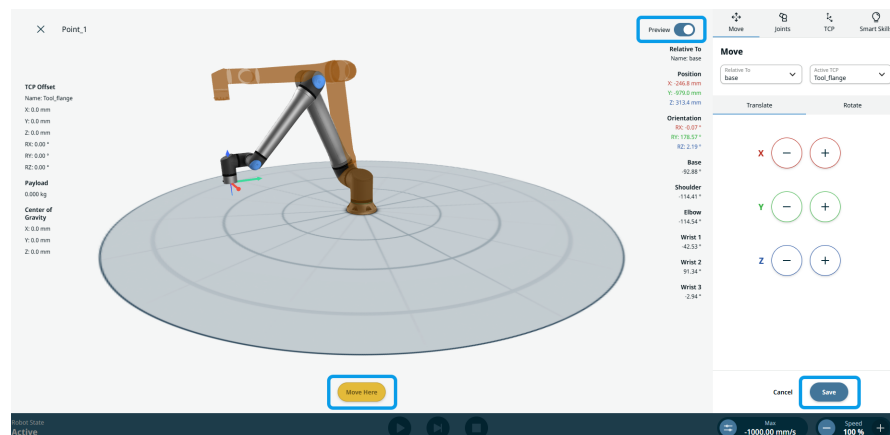 Point_1
Preview
TCP Offset
Name: Tool_flange
X: 0.0 mm
Y: 0.0 mm
Z: 0.0 mm
RX: 0.00 °
RY: 0.00 °
RZ: 0.00 °
Payload
0.000 kg
Center of
Gravity
X: 0.0 mm
Y: 0.0 mm
Z: 0.0 mm
Relative To
Name: base
Position
X: -246.8 mm
Y: -979.0 mm
Z: 313.4 mm
Orientation
RX: -0.07 °
RY: 178.57 °
RZ: 2.19 °
Base
-92.88 °
Shoulder
-114.41 °
Elbow
-114.54 °
Wrist 1
-42.53 °
Wrist 2
91.34 °
Wrist 3
-2.94 °
Move Here
Move Joints TCP Smart Skill
Move
Relative To
base
Active TCP
Tool_flange
Translate Rotate
X − +
Y − +
Z − +
Cancel Save
Robot State
Active
Max
-1000.00 mm/s
Speed
− 100 % +